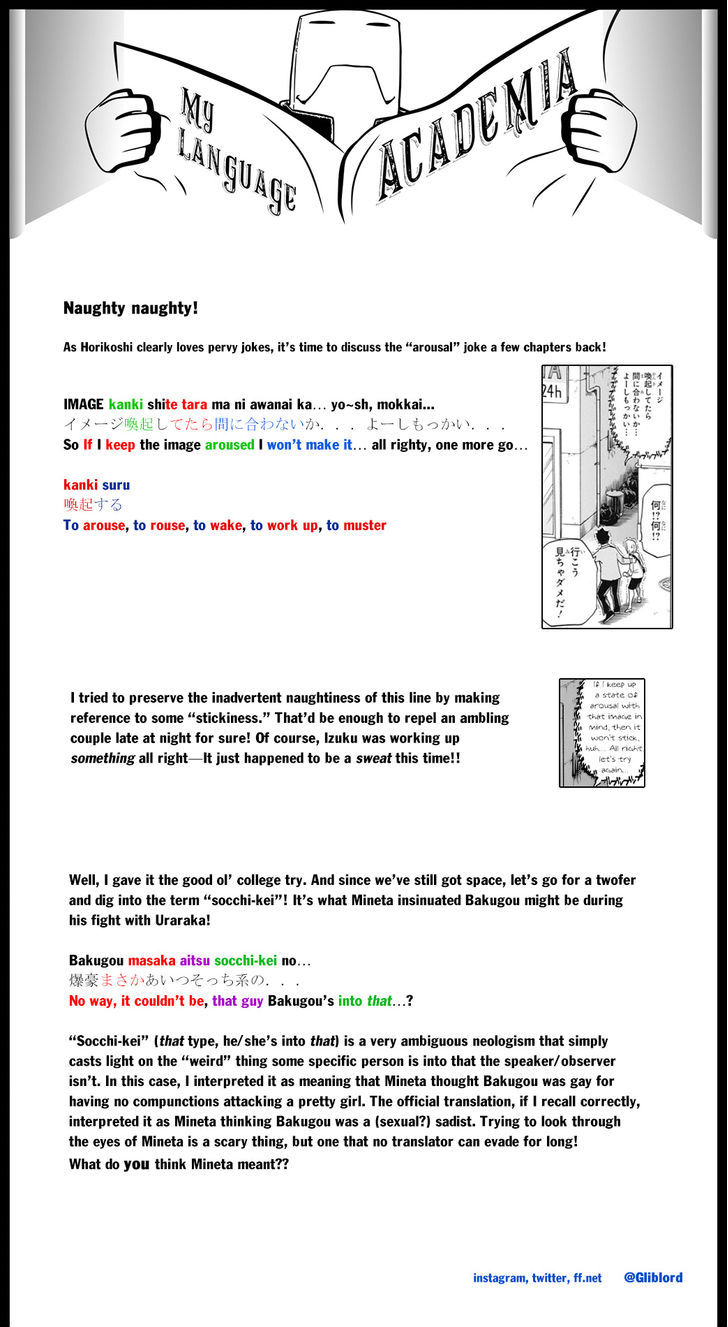 MY
LANGUAGE
ACADEMIA
Naughty naughty!
As Horikoshi clearly loves pervy jokes, it's time to discuss the "arousal" joke a few chapters back!
IMAGE kanki shite tara ma ni awanai ka… yo~sh, mokkai...
イメージ喚起してたら間に合わないか．．．よーしもっかい．．．
So If I keep the image aroused I won't make it… all righty, one more go…
kanki suru
喚起する
To arouse, to rouse, to wake, to work up, to muster
A
24h
イメージ
喚起してたら
間に合わないか…
よーしもっかい…
何!?何!?
行こう
見ちゃダメだ！
I tried to preserve the inadvertent naughtiness of this line by making
reference to some "stickiness." That'd be enough to repel an ambling
couple late at night for sure! Of course, Izuku was working up
something all right—It just happened to be a sweat this time!!
If I keep up
a state of
arousal with
that image in
mind, then it
won't stick,
huh... All right,
let's try
again...
Well, I gave it the good ol' college try. And since we've still got space, let's go for a twofer
and dig into the term "socchi-kei"! It's what Mineta insinuated Bakugou might be during
his fight with Uraraka!
Bakugou masaka aitsu socchi-kei no…
爆豪まさかあいつそっち系の．．．
No way, it couldn't be, that guy Bakugou's into that…?
"Socchi-kei" (that type, he/she's into that) is a very ambiguous neologism that simply
casts light on the "weird" thing some specific person is into that the speaker/observer
isn't. In this case, I interpreted it as meaning that Mineta thought Bakugou was gay for
having no compunctions attacking a pretty girl. The official translation, if I recall correctly,
interpreted it as Mineta thinking Bakugou was a (sexual?) sadist. Trying to look through
the eyes of Mineta is a scary thing, but one that no translator can evade for long!
What do you think Mineta meant??
instagram, twitter, ff.net @Gliblord